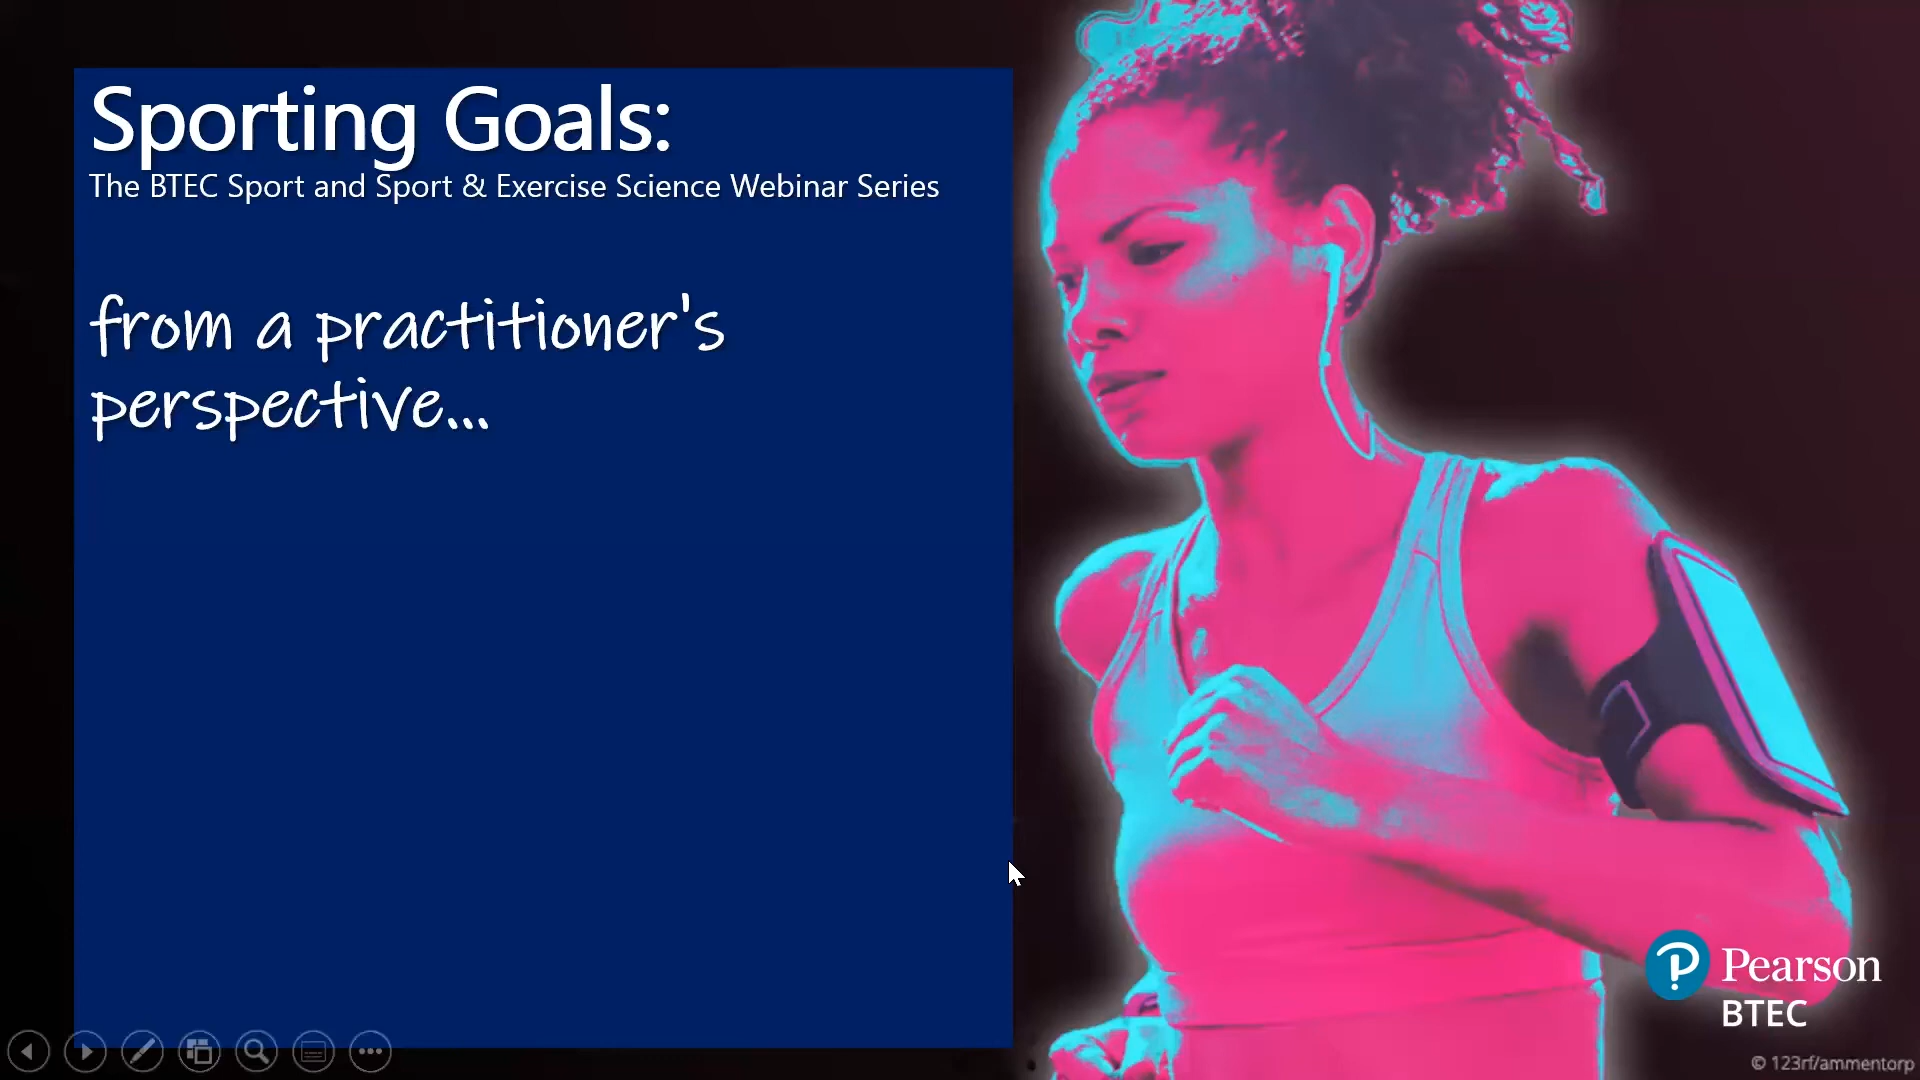 Sporting Goals:
The BTEC Sport and Sport & Exercise Science Webinar Series
from a practitioner's
perspective...
Pearson
BTEC
© 123rf/ammentorp